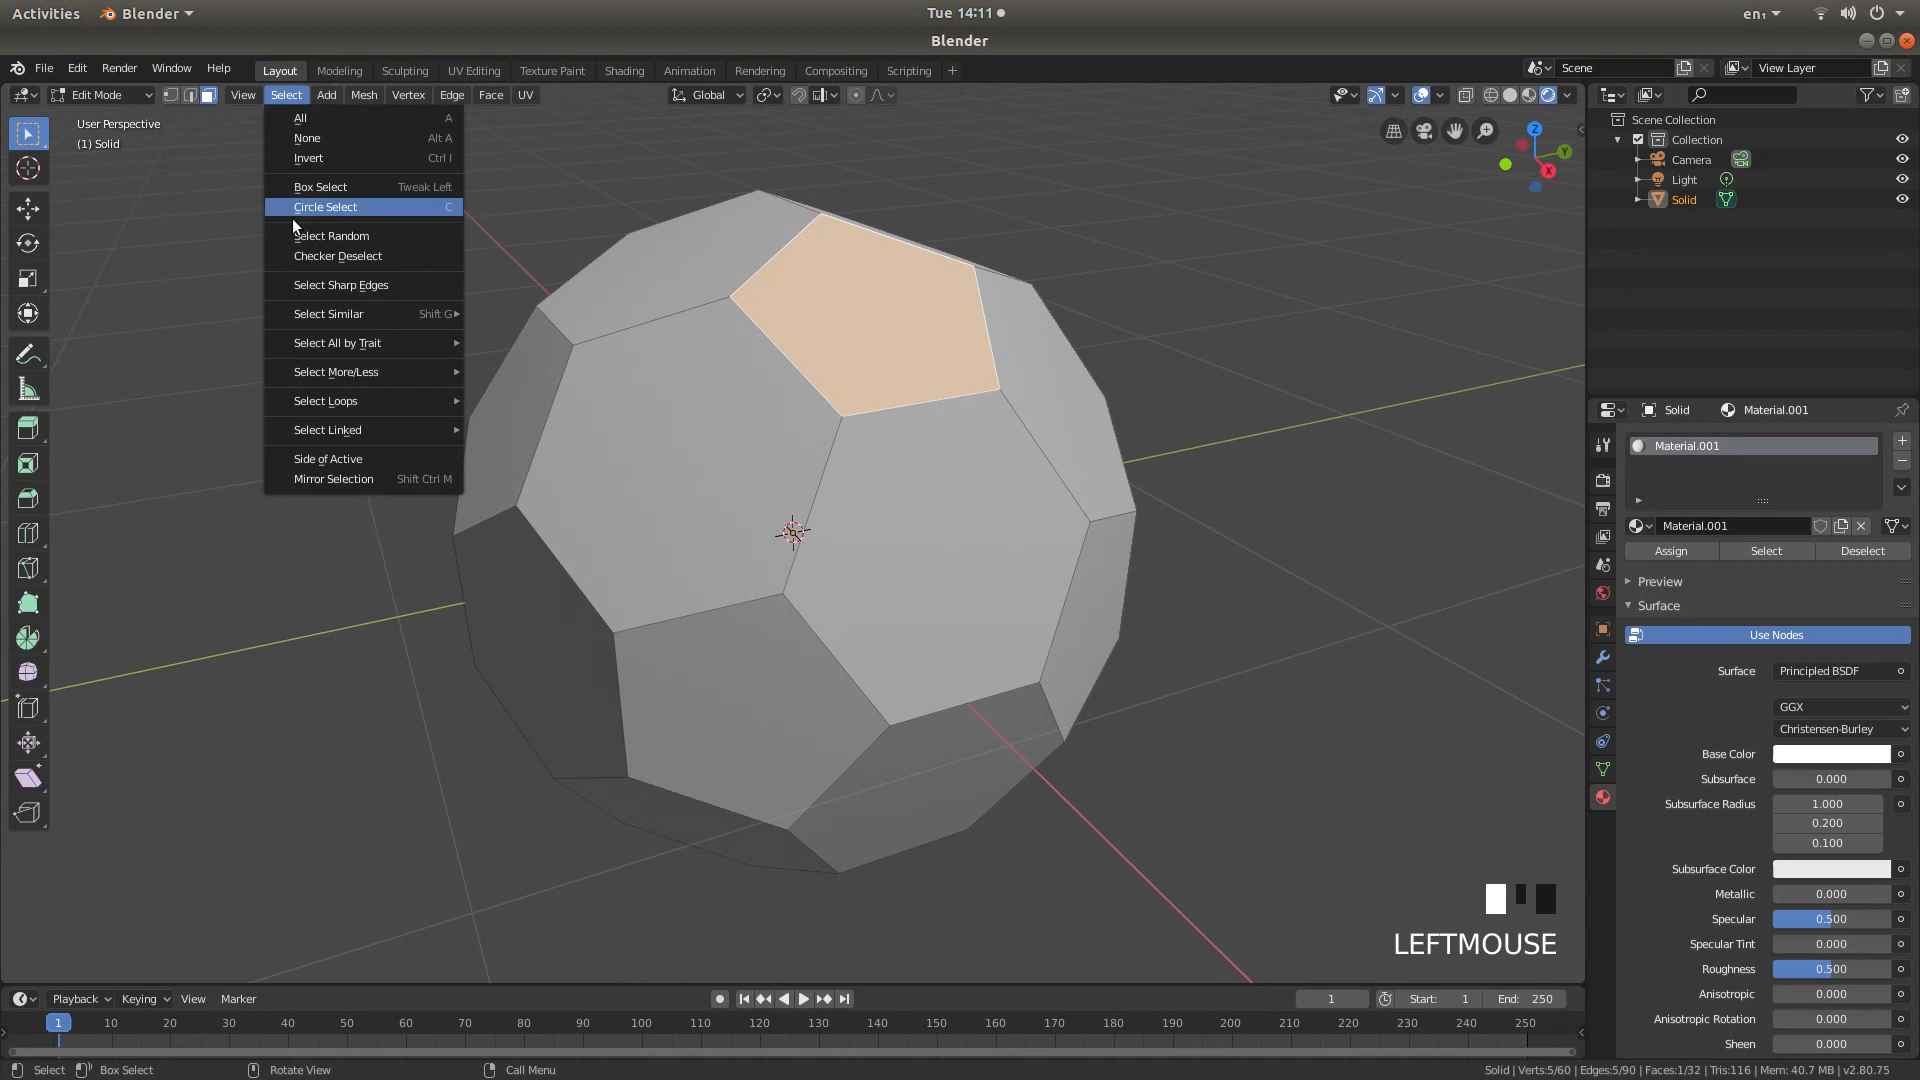 Activities Blender Tue 14:11 en₁
Blender
File Edit Render Window Help Layout Modeling Sculpting UV Editing Texture Paint Shading Animation Rendering Compositing Scripting + Scene View Layer
Edit Mode View Select Add Mesh Vertex Edge Face UV Global
User Perspective
(1) Solid
All A
None Alt A
Invert Ctrl I
Box Select Tweak Left
Circle Select C
Select Random
Checker Deselect
Select Sharp Edges
Select Similar Shift G
Select All by Trait
Select More/Less
Select Loops
Select Linked
Side of Active
Mirror Selection Shift Ctrl M
Z
Y
X
LEFTMOUSE
Scene Collection
Collection
Camera
Light
Solid
Solid Material.001
Material.001
Material.001
Assign Select Deselect
Preview
Surface
Use Nodes
Surface Principled BSDF
GGX
Christensen-Burley
Base Color
Subsurface 0.000
Subsurface Radius 1.000
0.200
0.100
Subsurface Color
Metallic 0.000
Specular 0.500
Specular Tint 0.000
Roughness 0.500
Anisotropic 0.000
Anisotropic Rotation 0.000
Sheen 0.000
Playback Keying View Marker 1 Start: 1 End: 250
1 10 20 30 40 50 60 70 80 90 100 110 120 130 140 150 160 170 180 190 200 210 220 230 240 250
Select Box Select Rotate View Call Menu Solid | Verts:5/60 | Edges:5/90 | Faces:1/32 | Tris:116 | Mem: 40.7 MB | v2.80.75